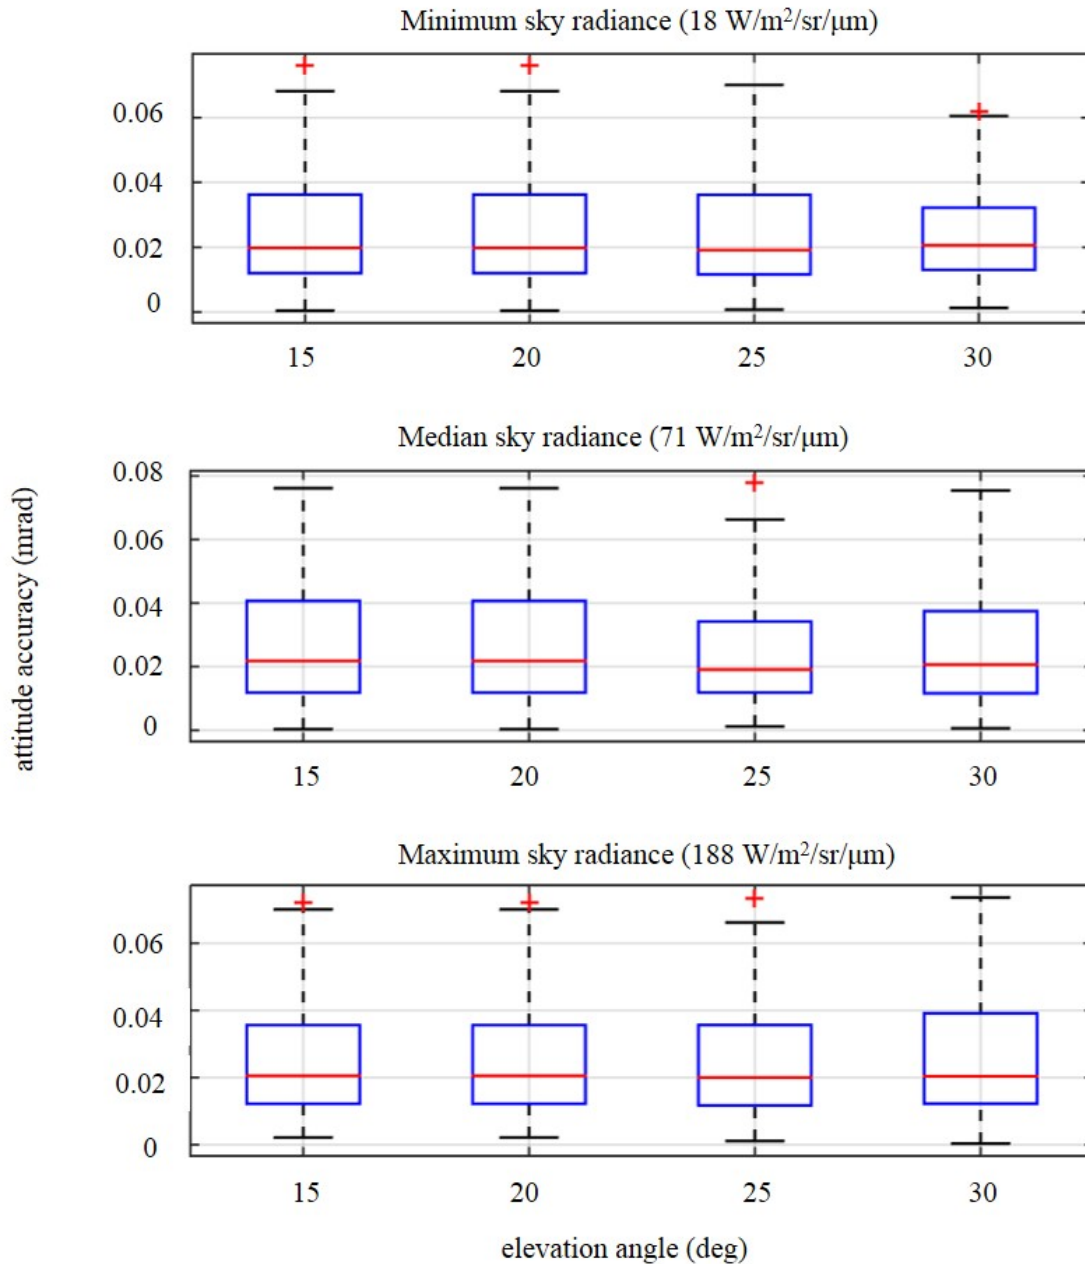 Minimum sky radiance (18 W/m²/sr/μm)
0.06
0.04
0.02
0
15 20 25 30
Median sky radiance (71 W/m²/sr/μm)
0.08
0.06
0.04
0.02
0
15 20 25 30
attitude accuracy (mrad)
Maximum sky radiance (188 W/m²/sr/μm)
0.06
0.04
0.02
0
15 20 25 30
elevation angle (deg)